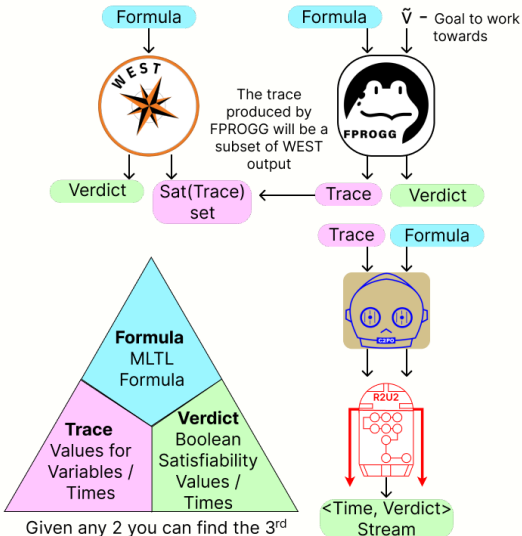 Formula
Formula
ṽ - Goal to work
towards
WEST
The trace
produced by
FPROGG will be a
subset of WEST
output
FPROGG
Verdict
Sat(Trace)
set
Trace
Verdict
Trace
Formula
C2PO
R2U2
<Time, Verdict>
Stream
Formula
MLTL
Formula
Trace
Values for
Variables /
Times
Verdict
Boolean
Satisfiability
Values /
Times
Given any 2 you can find the 3rd